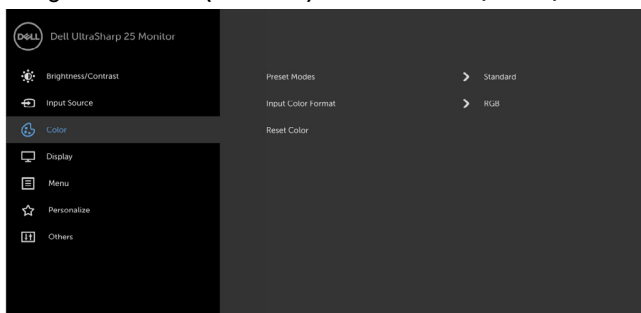 DELL
Dell UltraSharp 25 Monitor
Brightness/Contrast
Input Source
Color
Display
Menu
Personalize
Others
Preset Modes
Standard
Input Color Format
RGB
Reset Color